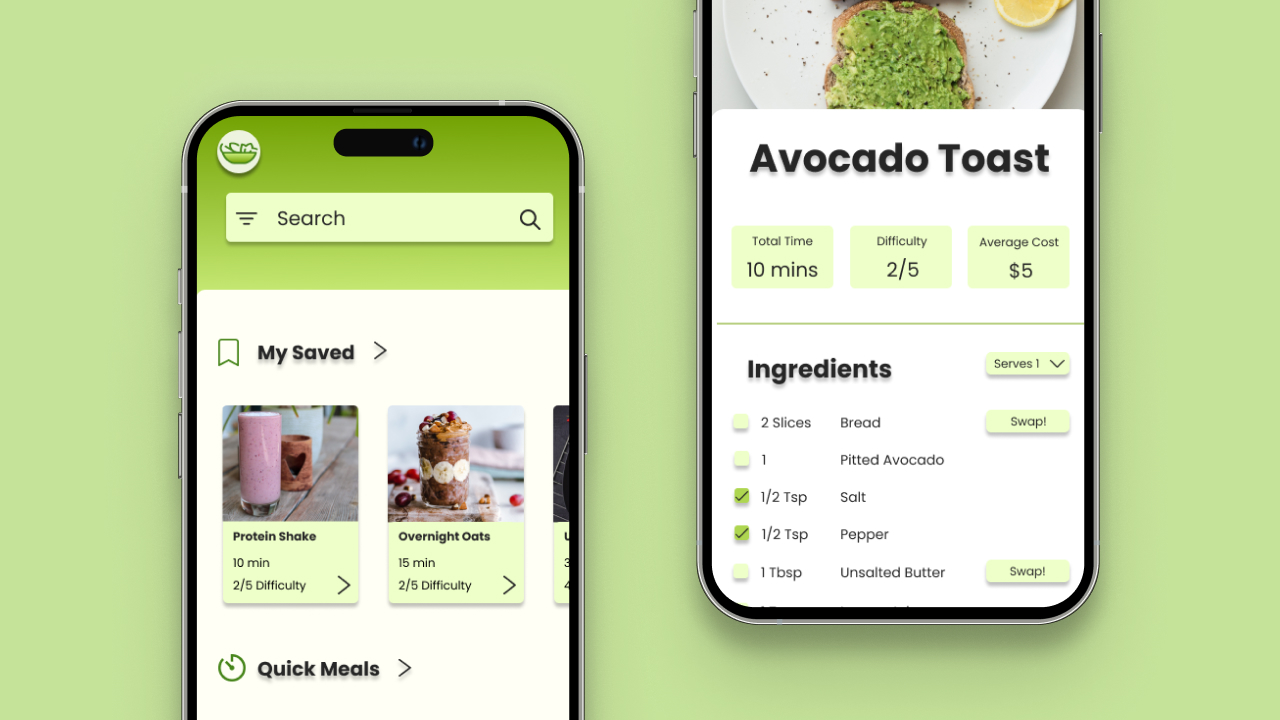 Search
My Saved
Protein Shake
10 min
2/5 Difficulty
Overnight Oats
15 min
2/5 Difficulty
Quick Meals
Avocado Toast
Total Time
10 mins
Difficulty
2/5
Average Cost
$5
Ingredients
Serves 1
2 Slices Bread Swap!
1 Pitted Avocado
1/2 Tsp Salt
1/2 Tsp Pepper
1 Tbsp Unsalted Butter Swap!